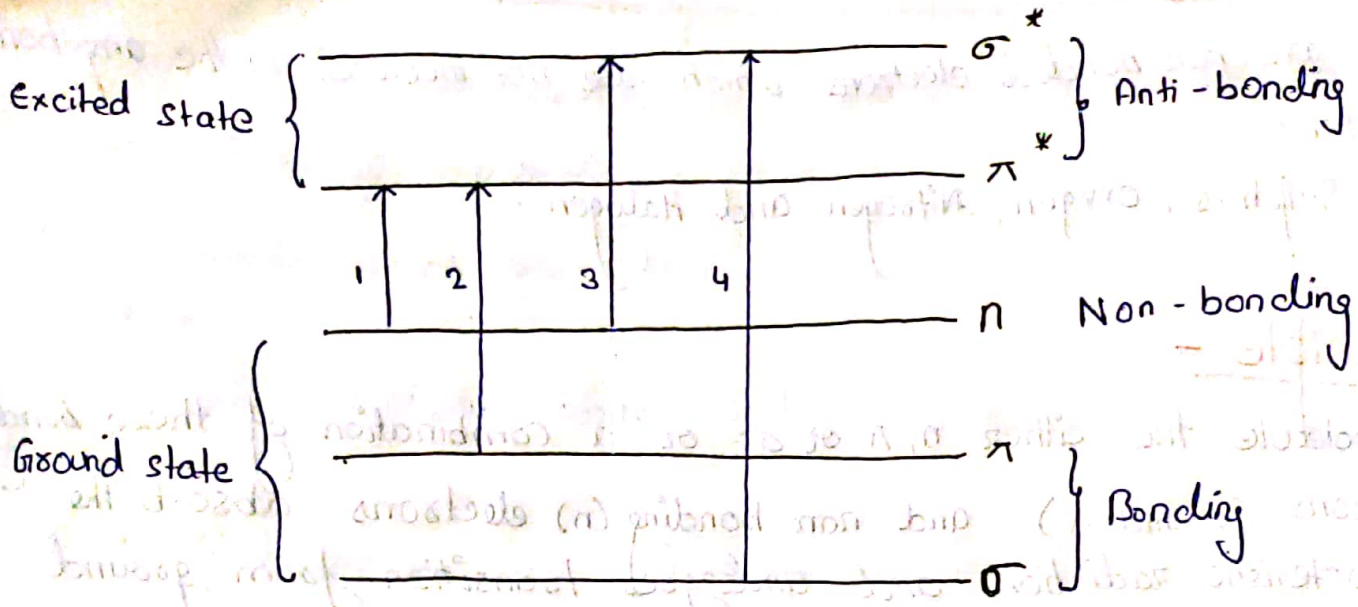 σ*
Excited state
Anti-bonding
π*
1 2 3 4
n Non-bonding
Ground state
π
Bonding
σ